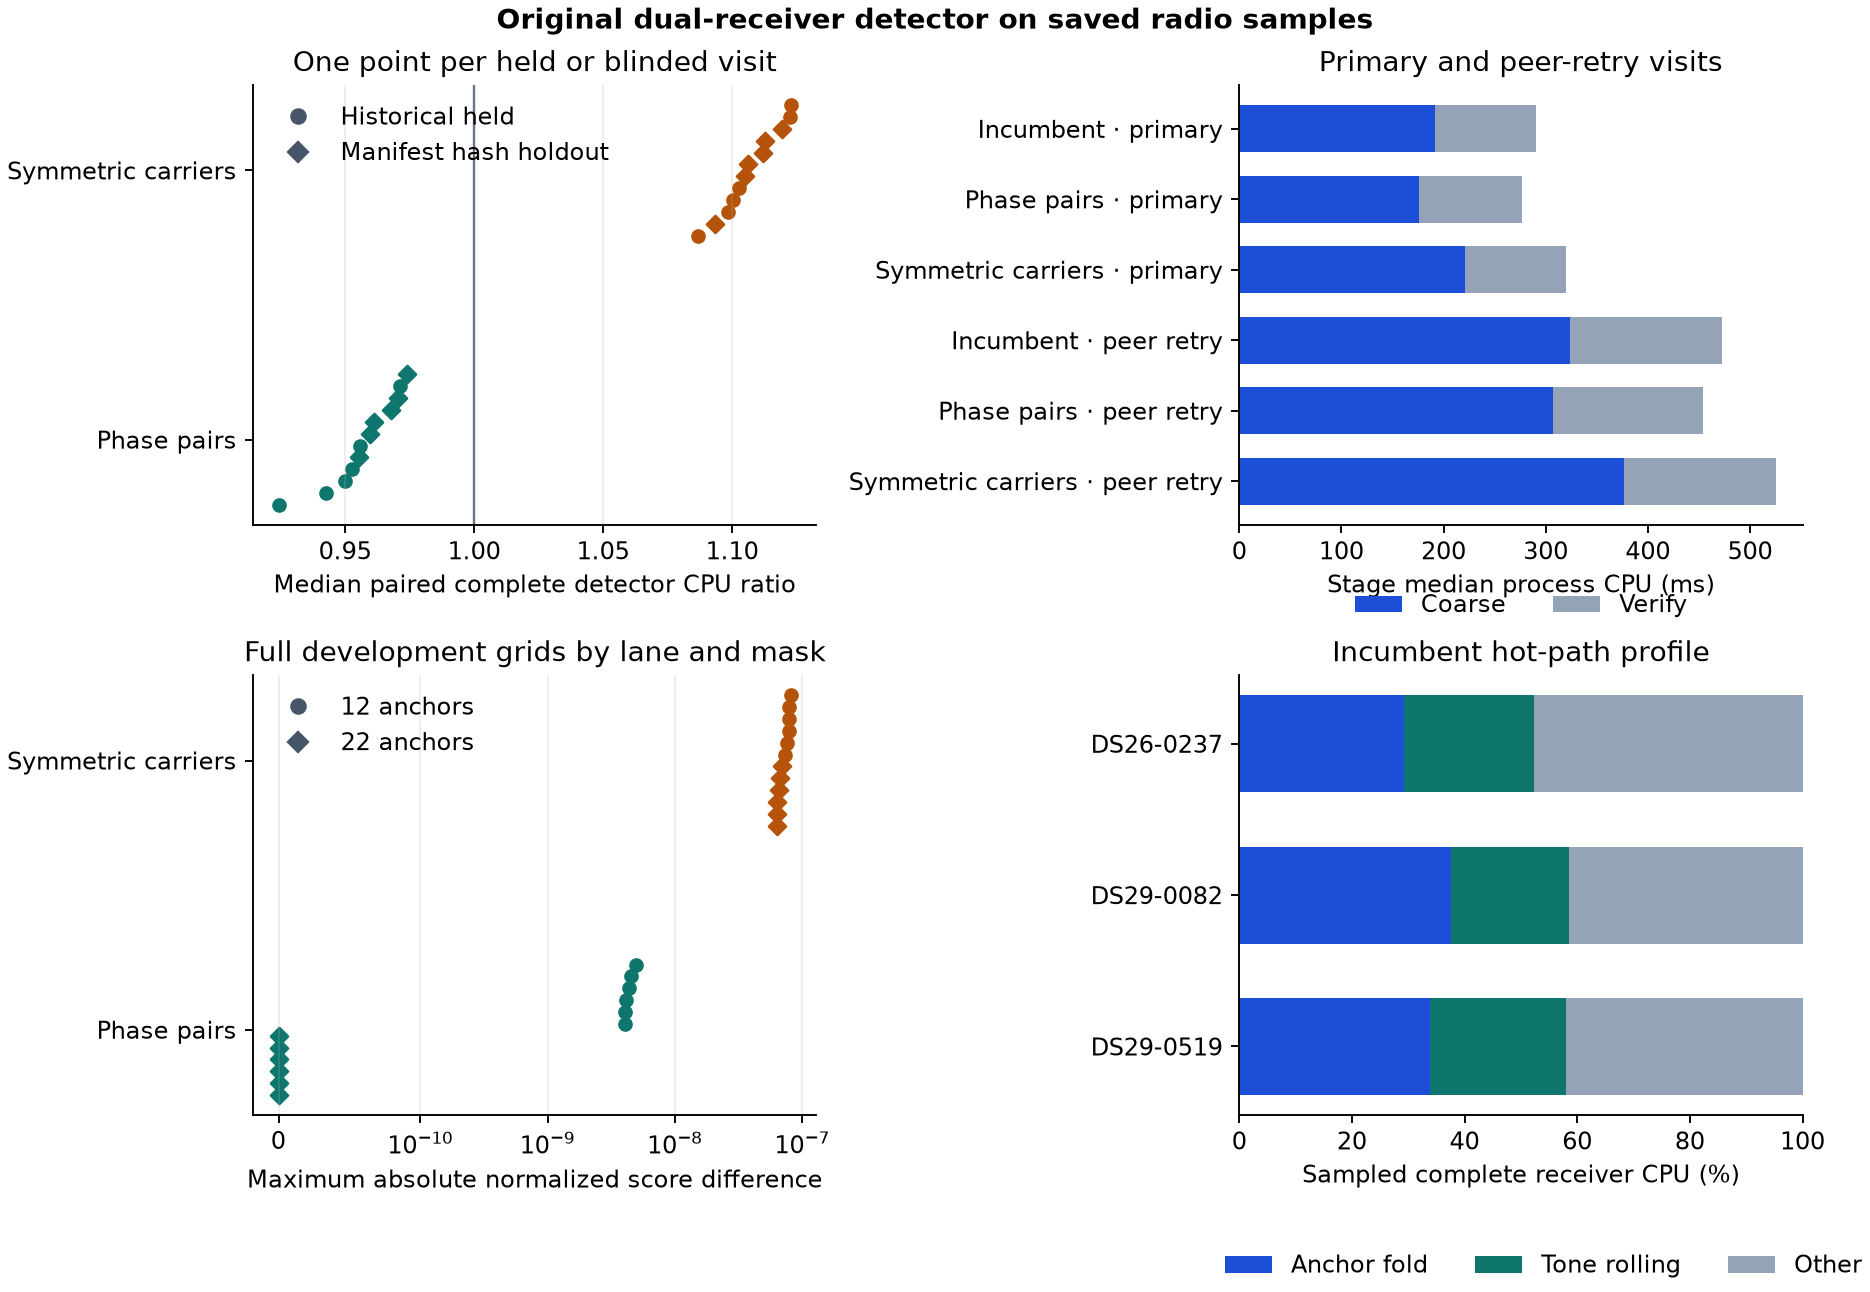 Original dual-receiver detector on saved radio samples
One point per held or blinded visit
Historical held
Manifest hash holdout
Symmetric carriers
Phase pairs
0.95 1.00 1.05 1.10
Median paired complete detector CPU ratio
Primary and peer-retry visits
Incumbent · primary
Phase pairs · primary
Symmetric carriers · primary
Incumbent · peer retry
Phase pairs · peer retry
Symmetric carriers · peer retry
0 100 200 300 400 500
Stage median process CPU (ms)
Coarse Verify
Full development grids by lane and mask
12 anchors
22 anchors
Symmetric carriers
Phase pairs
0 10⁻¹⁰ 10⁻⁹ 10⁻⁸ 10⁻⁷
Maximum absolute normalized score difference
Incumbent hot-path profile
DS26-0237
DS29-0082
DS29-0519
0 20 40 60 80 100
Sampled complete receiver CPU (%)
Anchor fold Tone rolling Other